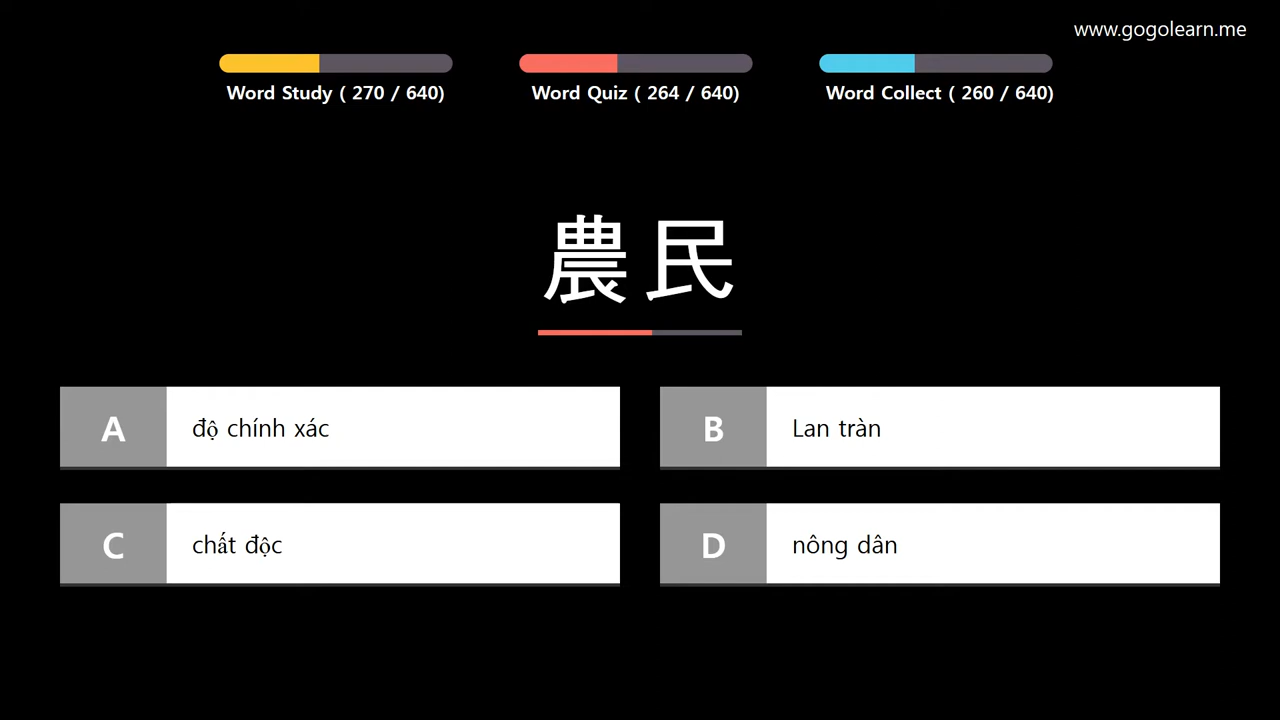 www.gogolearn.me
Word Study ( 270 / 640)
Word Quiz ( 264 / 640)
Word Collect ( 260 / 640)
農民
A độ chính xác
B Lan tràn
C chất độc
D nông dân